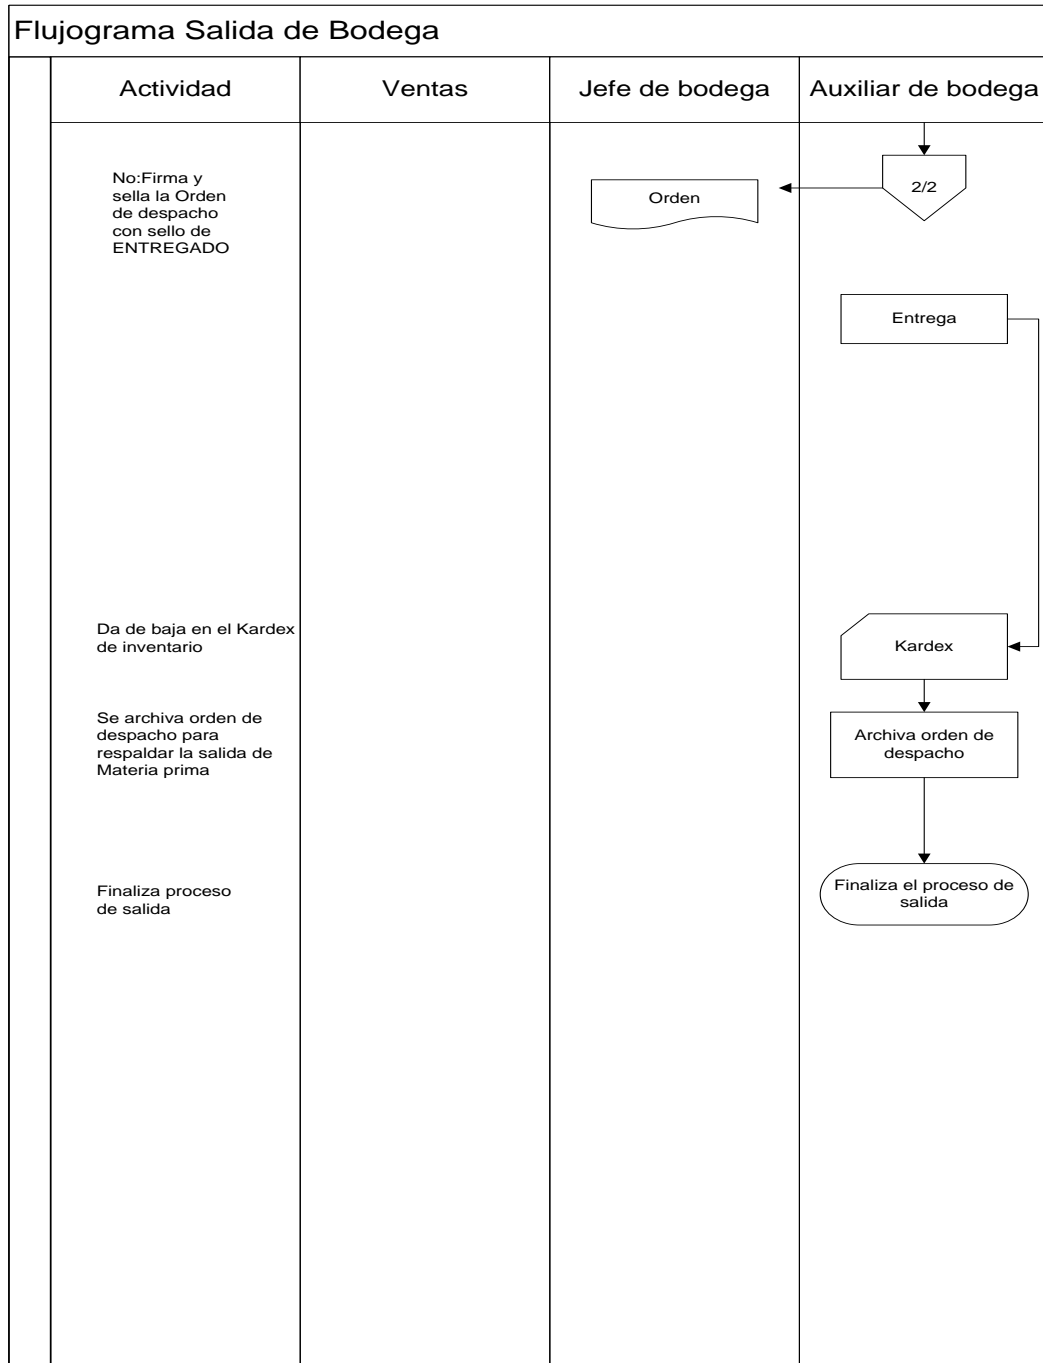 Flujograma Salida de Bodega
Actividad
Ventas
Jefe de bodega
Auxiliar de bodega
No:Firma y
sella la Orden
de despacho
con sello de
ENTREGADO
Orden
2/2
Entrega
Da de baja en el Kardex
de inventario
Kardex
Se archiva orden de
despacho para
respaldar la salida de
Materia prima
Archiva orden de
despacho
Finaliza proceso
de salida
Finaliza el proceso de
salida